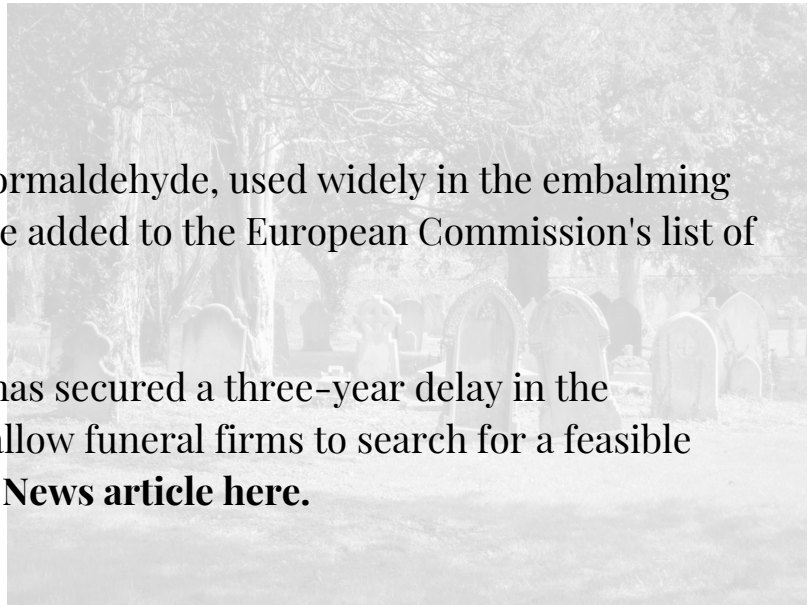 ormaldehyde, used widely in the embalming
e added to the European Commission's list of
has secured a three-year delay in the
allow funeral firms to search for a feasible
News article here.